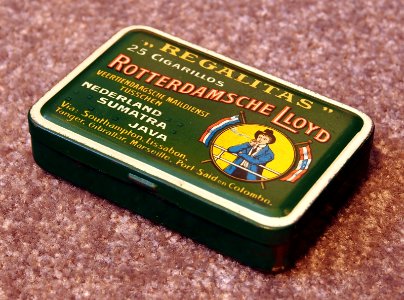 "REGALITAS"
25 CIGARILLOS
ROTTERDAMSCHE LLOYD
VEERTIENDAAGSCHE MAILDIENST
TUSSCHEN
NEDERLAND
SUMATRA
JAVA
Via: Southampton, Lissabon,
Tanger, Gibraltar, Marseille, Port Said en Colombo.